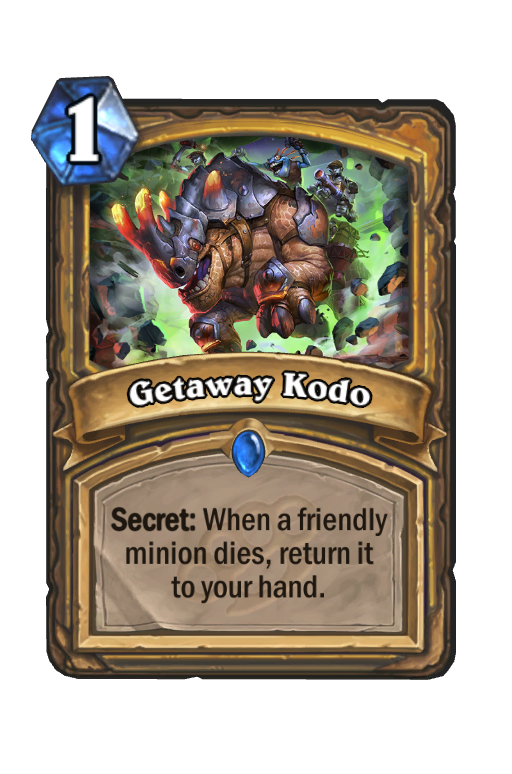 1
Getaway Kodo
Secret: When a friendly
minion dies, return it
to your hand.